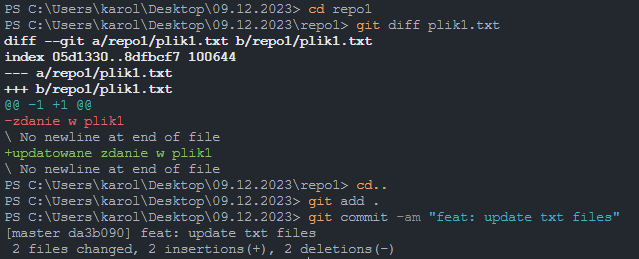 PS C:\Users\karol\Desktop\09.12.2023> cd repo1
PS C:\Users\karol\Desktop\09.12.2023\repo1> git diff plik1.txt
diff --git a/repo1/plik1.txt b/repo1/plik1.txt
index 05d1330..8dfbcf7 100644
--- a/repo1/plik1.txt
+++ b/repo1/plik1.txt
@@ -1 +1 @@
-zdanie w plik1
\ No newline at end of file
+updatowane zdanie w plik1
\ No newline at end of file
PS C:\Users\karol\Desktop\09.12.2023\repo1> cd..
PS C:\Users\karol\Desktop\09.12.2023> git add .
PS C:\Users\karol\Desktop\09.12.2023> git commit -am "feat: update txt files"
[master da3b090] feat: update txt files
 2 files changed, 2 insertions(+), 2 deletions(-)